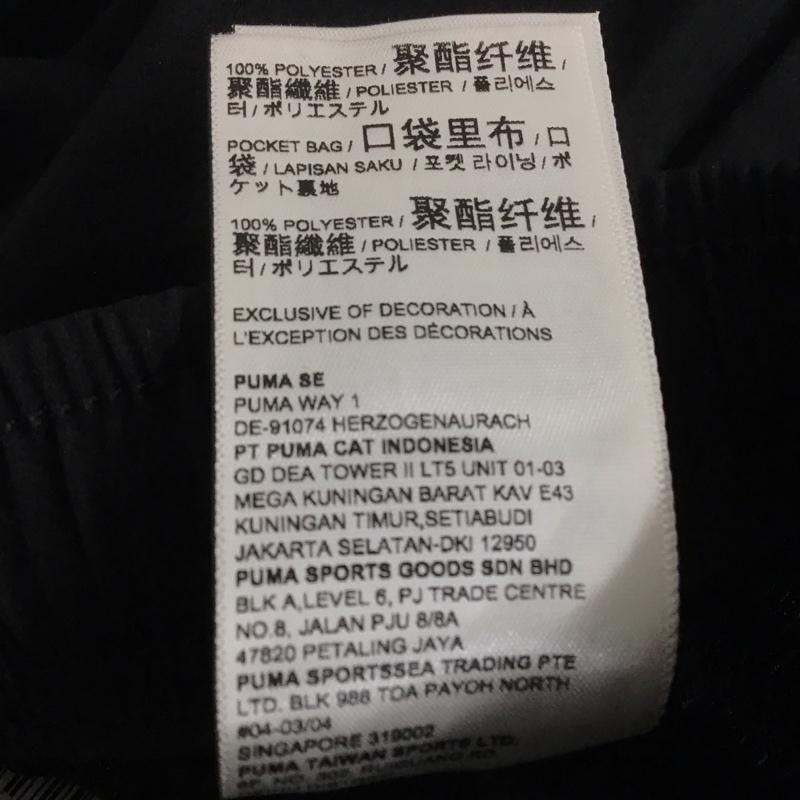 100% POLYESTER / 聚酯纤维 /
聚酯纖維 / POLIESTER / 폴리에스
터 / ポリエステル
POCKET BAG / 口袋里布 / 口
袋 / LAPISAN SAKU / 포켓 라이닝 / ポ
ケット裏地
100% POLYESTER / 聚酯纤维 /
聚酯纖維 / POLIESTER / 폴리에스
터 / ポリエステル
EXCLUSIVE OF DECORATION / À
L'EXCEPTION DES DÉCORATIONS
PUMA SE
PUMA WAY 1
DE-91074 HERZOGENAURACH
PT PUMA CAT INDONESIA
GD DEA TOWER II LT5 UNIT 01-03
MEGA KUNINGAN BARAT KAV E43
KUNINGAN TIMUR,SETIABUDI
JAKARTA SELATAN-DKI 12950
PUMA SPORTS GOODS SDN BHD
BLK A,LEVEL 6, PJ TRADE CENTRE
NO.8, JALAN PJU 8/8A
47820 PETALING JAYA
PUMA SPORTSSEA TRADING PTE
LTD. BLK 988 TOA PAYOH NORTH
#04-03/04
SINGAPORE 319002
PUMA TAIWAN SPORTS LTD.